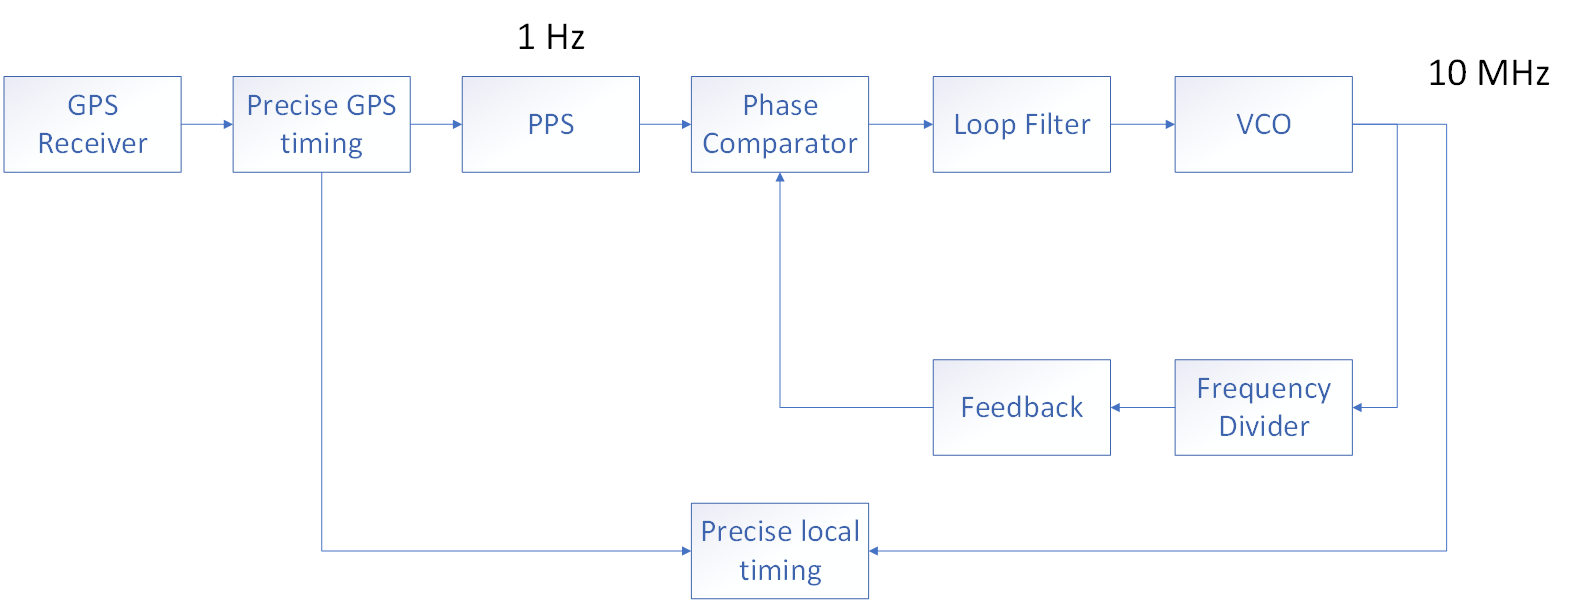 1 Hz
10 MHz
GPS
Receiver
Precise GPS
timing
PPS
Phase
Comparator
Loop Filter
VCO
Feedback
Frequency
Divider
Precise local
timing